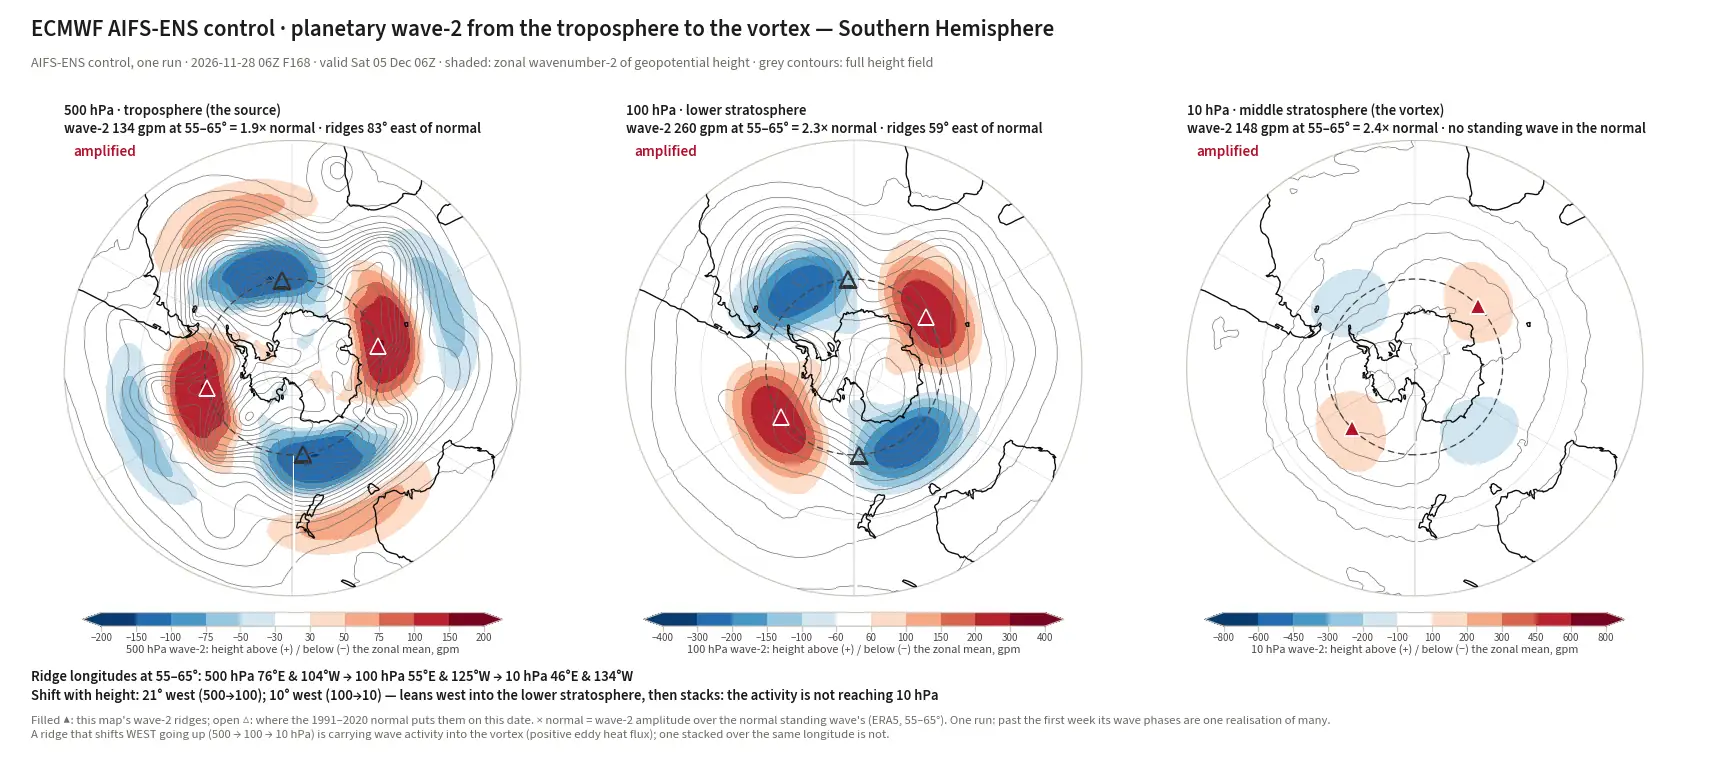 ECMWF AIFS-ENS control · planetary wave-2 from the troposphere to the vortex — Southern Hemisphere
AIFS-ENS control, one run · 2026-11-28 06Z F168 · valid Sat 05 Dec 06Z · shaded: zonal wavenumber-2 of geopotential height · grey contours: full height field
500 hPa · troposphere (the source)
wave-2 134 gpm at 55–65° = 1.9× normal · ridges 83° east of normal
amplified
100 hPa · lower stratosphere
wave-2 260 gpm at 55–65° = 2.3× normal · ridges 59° east of normal
amplified
10 hPa · middle stratosphere (the vortex)
wave-2 148 gpm at 55–65° = 2.4× normal · no standing wave in the normal
amplified
−200 −150 −100 −75 −50 −30 30 50 75 100 150 200
500 hPa wave-2: height above (+) / below (−) the zonal mean, gpm
−400 −300 −200 −150 −100 −60 60 100 150 200 300 400
100 hPa wave-2: height above (+) / below (−) the zonal mean, gpm
−800 −600 −450 −300 −200 −100 100 200 300 450 600 800
10 hPa wave-2: height above (+) / below (−) the zonal mean, gpm
Ridge longitudes at 55–65°: 500 hPa 76°E & 104°W → 100 hPa 55°E & 125°W → 10 hPa 46°E & 134°W
Shift with height: 21° west (500→100); 10° west (100→10) — leans west into the lower stratosphere, then stacks: the activity is not reaching 10 hPa
Filled ▲: this map's wave-2 ridges; open △: where the 1991–2020 normal puts them on this date. × normal = wave-2 amplitude over the normal standing wave's (ERA5, 55–65°). One run: past the first week its wave phases are one realisation of many.
A ridge that shifts WEST going up (500 → 100 → 10 hPa) is carrying wave activity into the vortex (positive eddy heat flux); one stacked over the same longitude is not.